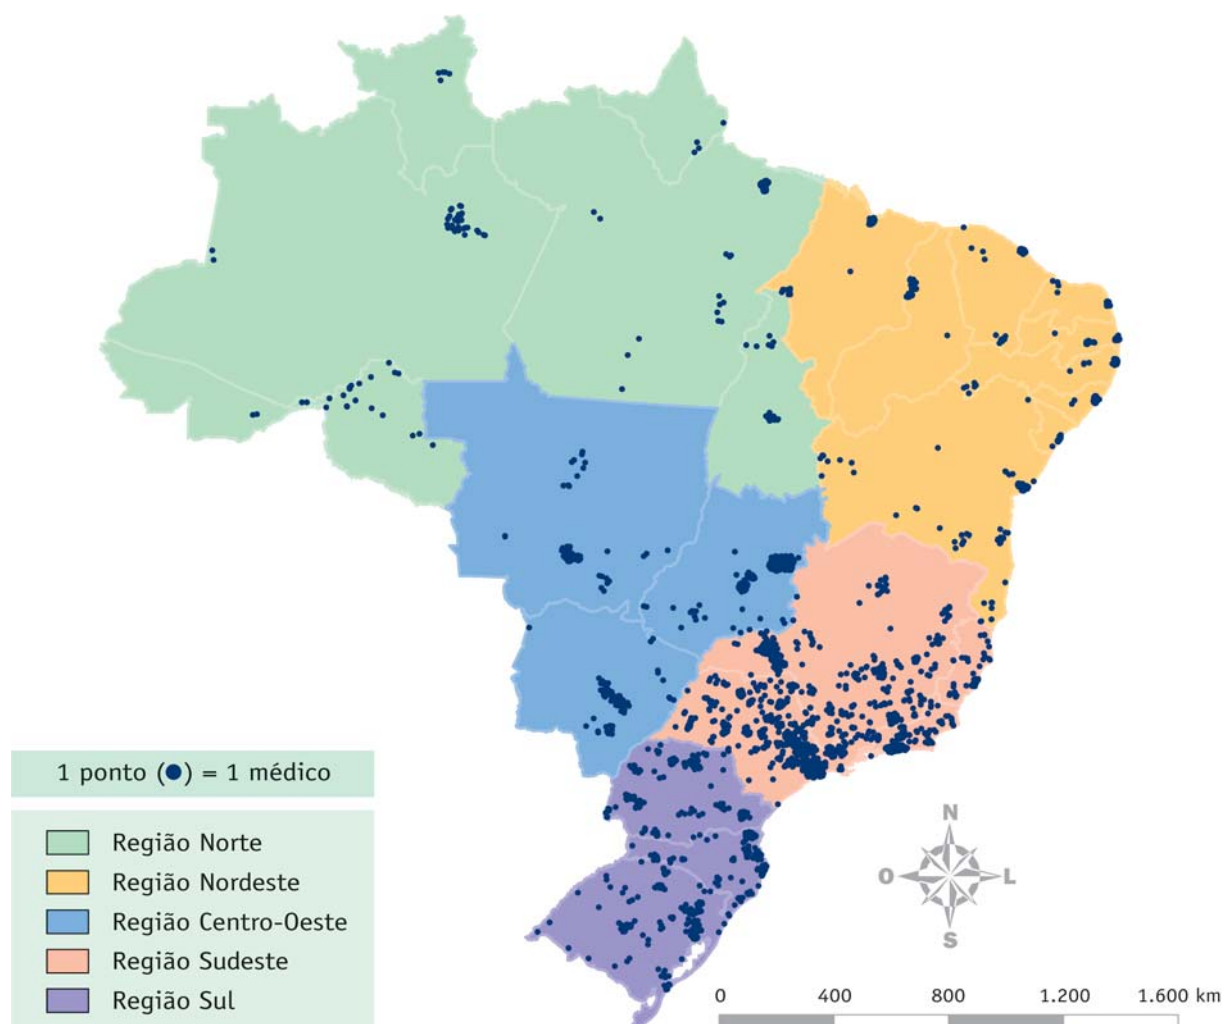 1 ponto (●) = 1 médico
Região Norte
Região Nordeste
Região Centro-Oeste
Região Sudeste
Região Sul
N
O L
S
0 400 800 1.200 1.600 km